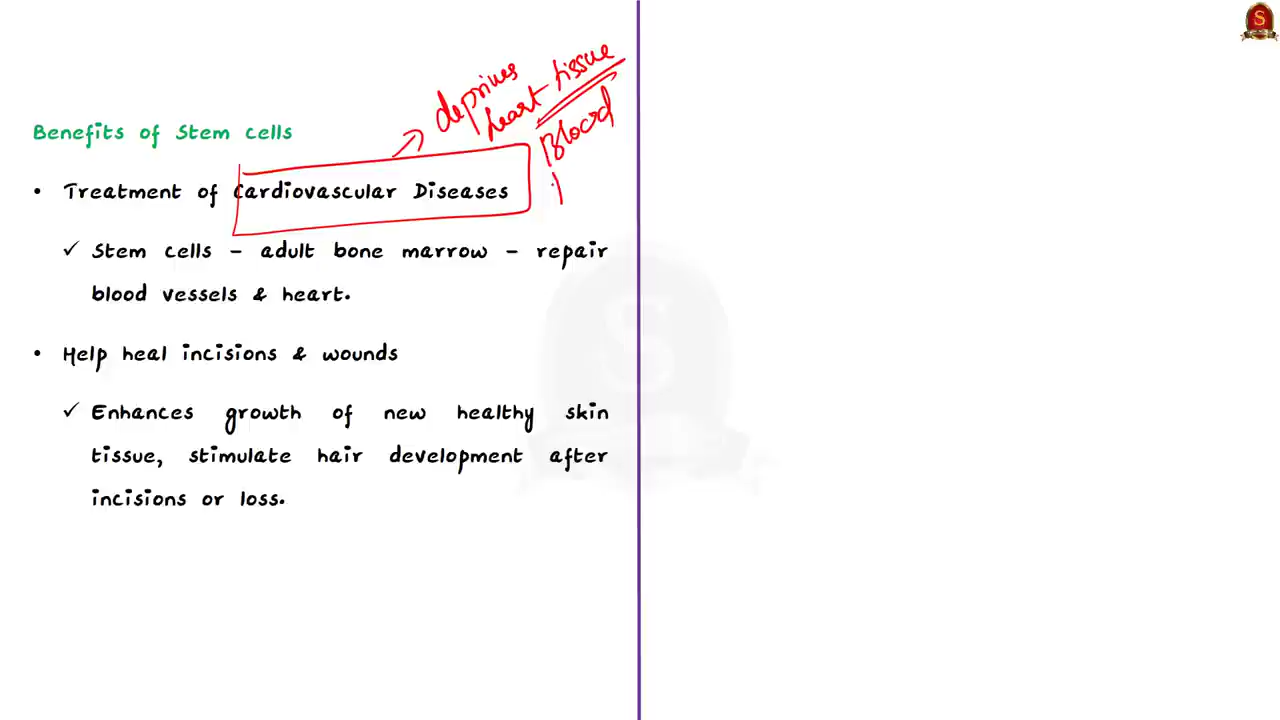 deprives
heart tissue
Blood
Benefits of Stem cells
• Treatment of Cardiovascular Diseases
✓ Stem cells – adult bone marrow – repair
blood vessels & heart.
• Help heal incisions & wounds
✓ Enhances growth of new healthy skin
tissue, stimulate hair development after
incisions or loss.
S
S